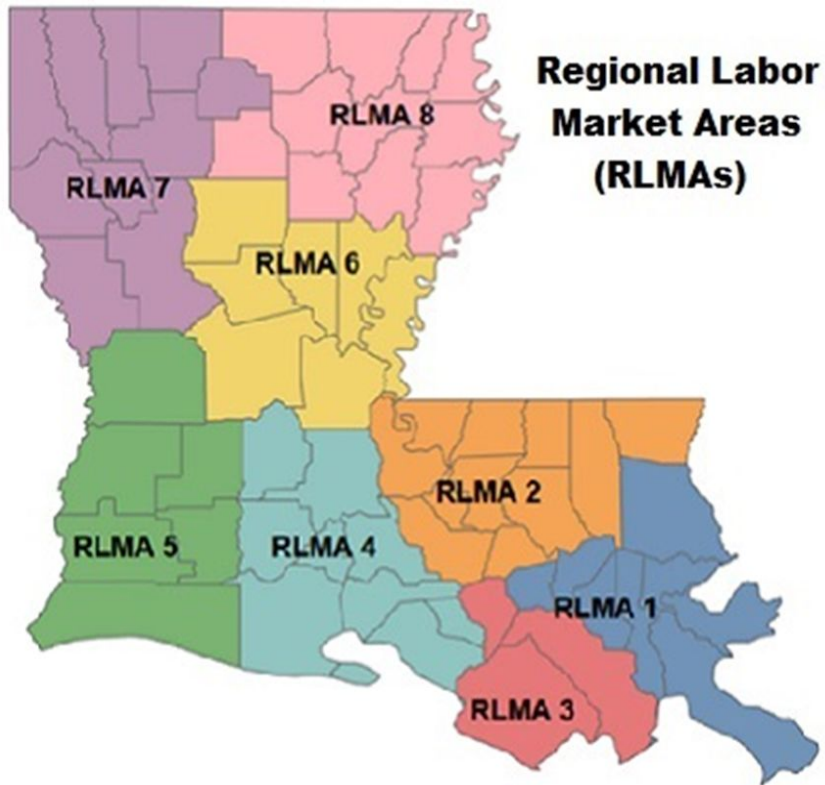 Regional Labor
Market Areas
(RLMAs)
RLMA 8
RLMA 7
RLMA 6
RLMA 2
RLMA 5
RLMA 4
RLMA 1
RLMA 3